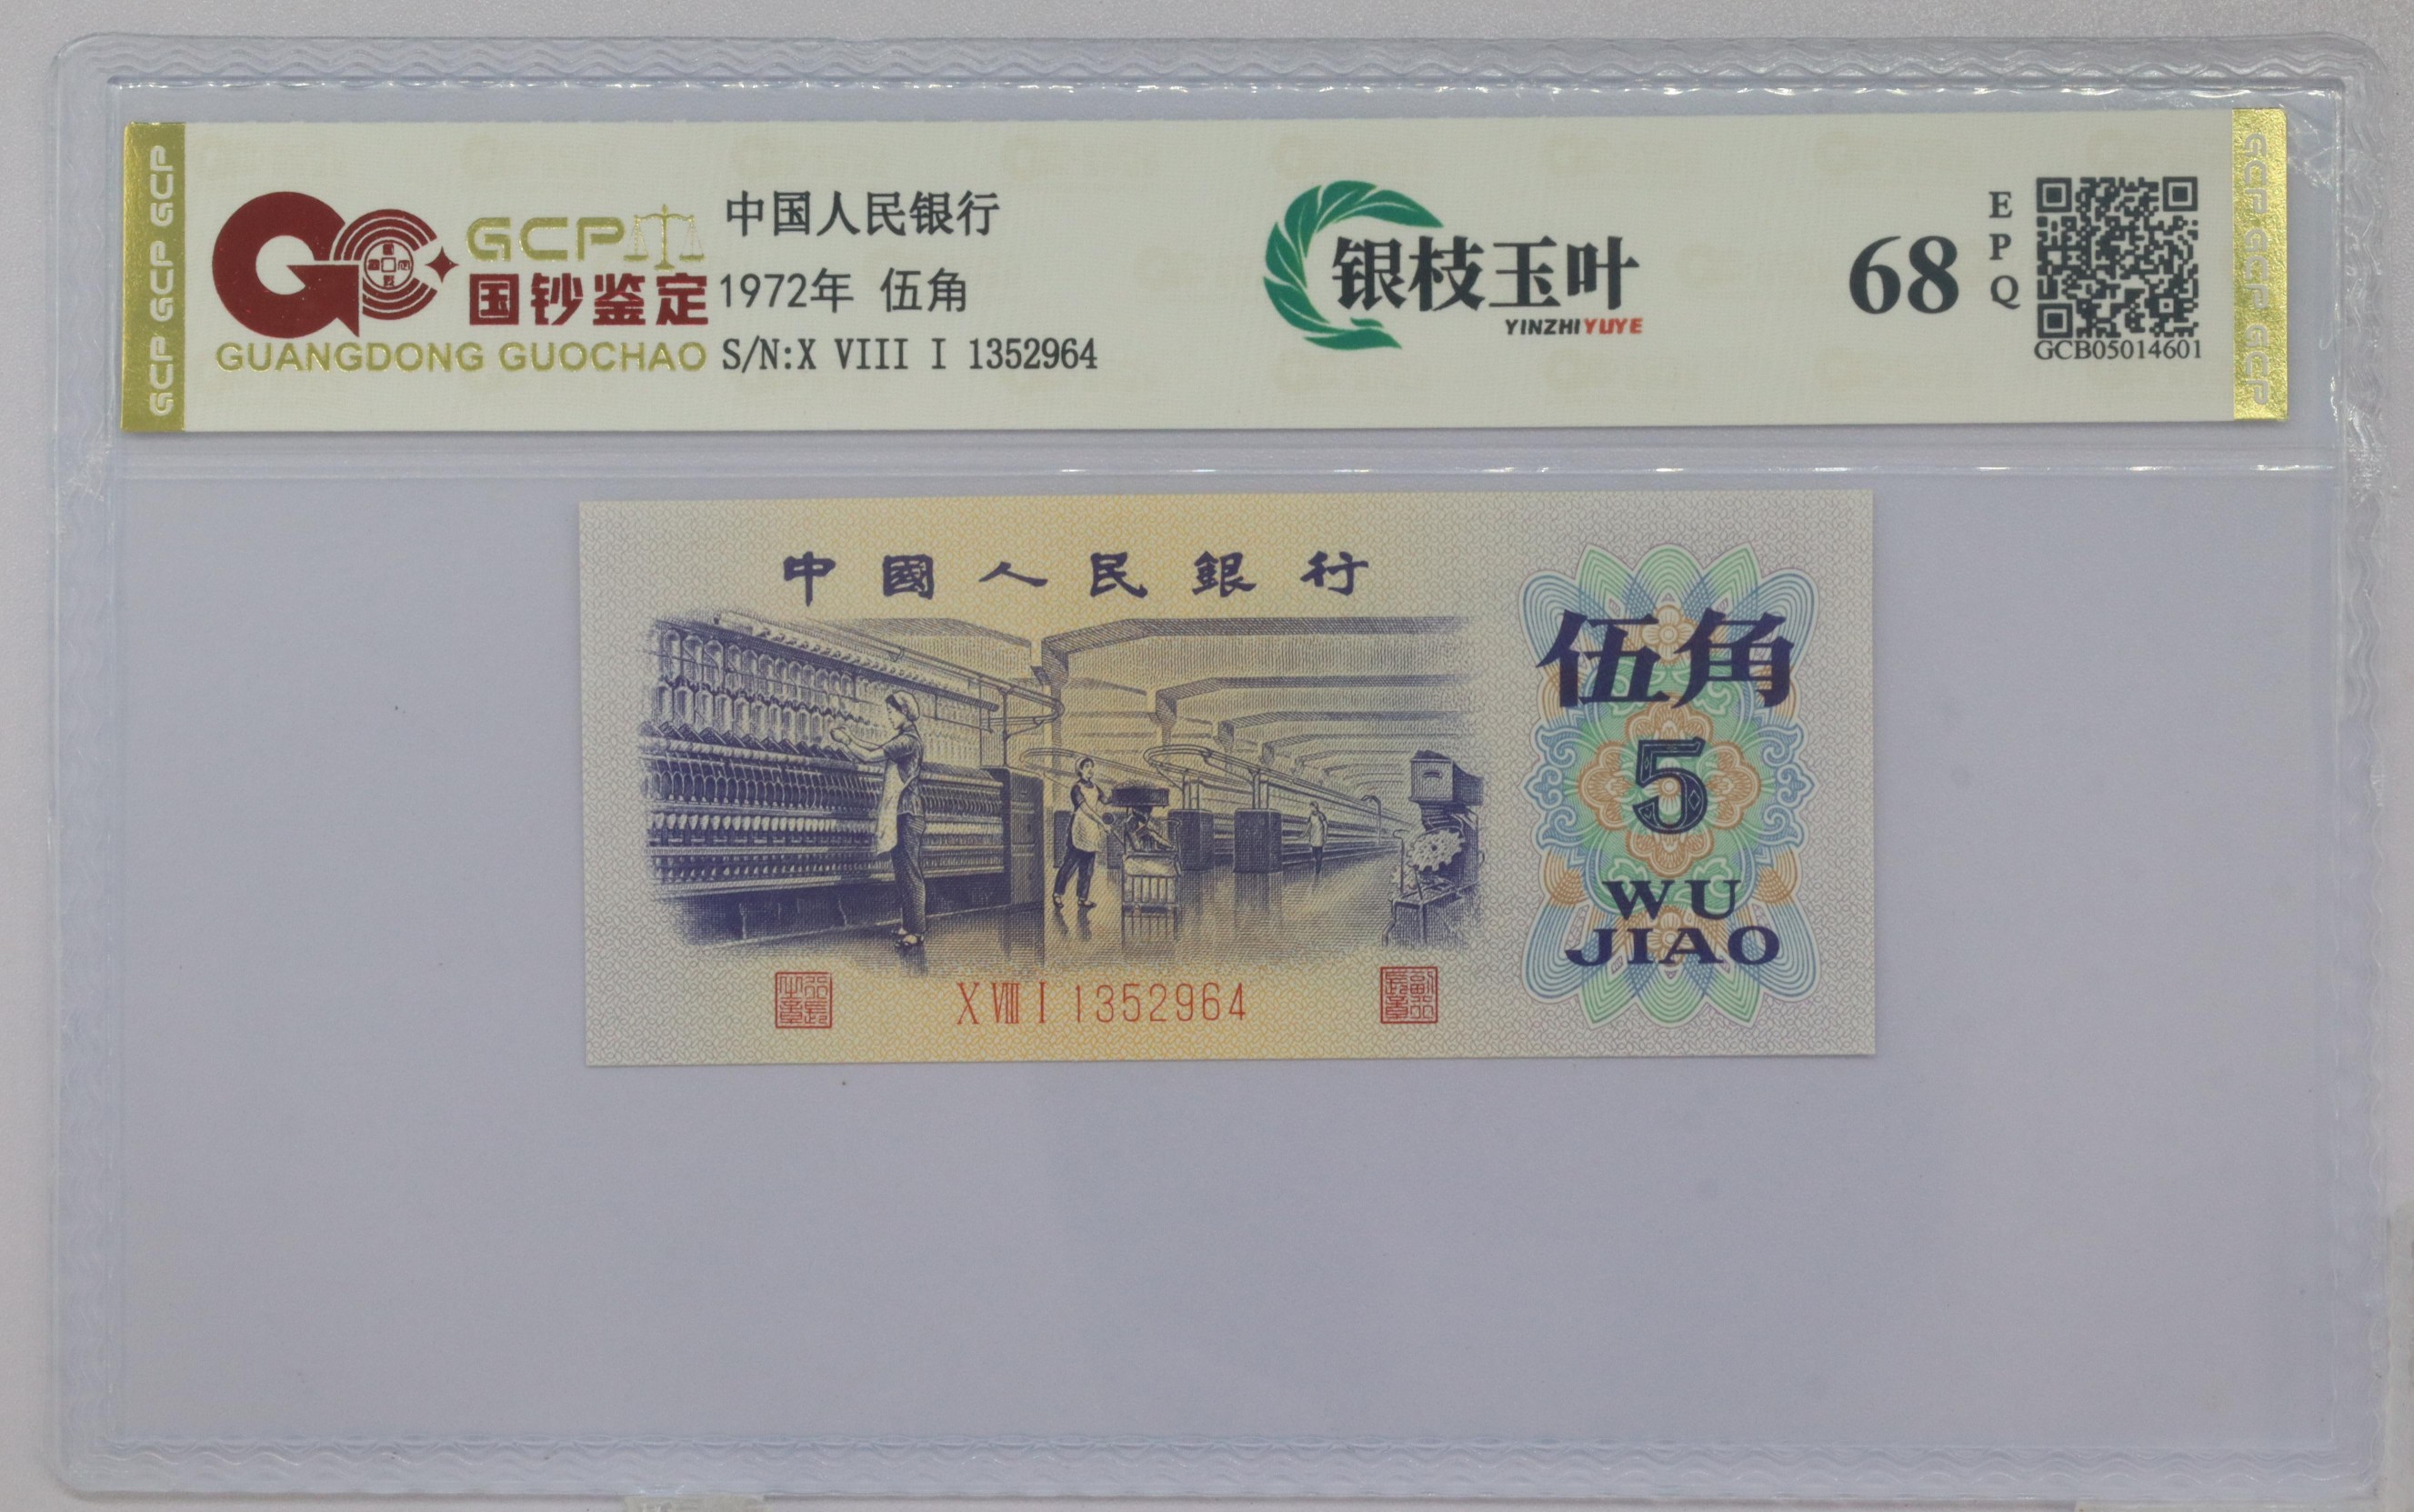 GCP GCP GCP
GCP
国钞鉴定
GUANGDONG GUOCHAO
中国人民银行
1972年 伍角
S/N:X VIII I 1352964
银枝玉叶
YINZHIYUYE
68
EPQ
GCB05014601
GCP GCP GCP
中國人民銀行
伍角
5
WU
JIAO
X VIII I 1352964